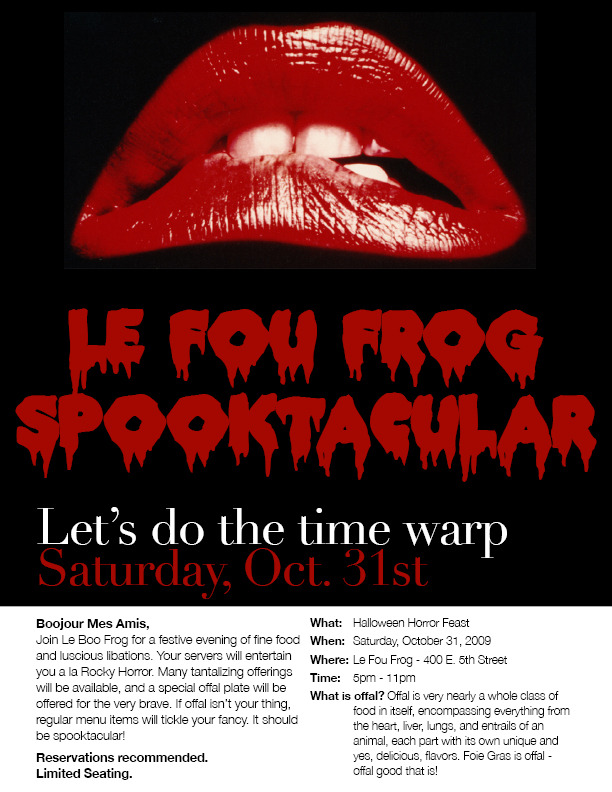 LE FOU FROG
SPOOKTACULAR
Let's do the time warp
Saturday, Oct. 31st
Boojour Mes Amis,
Join Le Boo Frog for a festive evening of fine food
and luscious libations. Your servers will entertain
you a la Rocky Horror. Many tantalizing offerings
will be available, and a special offal plate will be
offered for the very brave. If offal isn't your thing,
regular menu items will tickle your fancy. It should
be spooktacular!
Reservations recommended.
Limited Seating.
What: Halloween Horror Feast
When: Saturday, October 31, 2009
Where: Le Fou Frog - 400 E. 5th Street
Time: 5pm - 11pm
What is offal? Offal is very nearly a whole class of
food in itself, encompassing everything from
the heart, liver, lungs, and entrails of an
animal, each part with its own unique and
yes, delicious, flavors. Foie Gras is offal -
offal good that is!